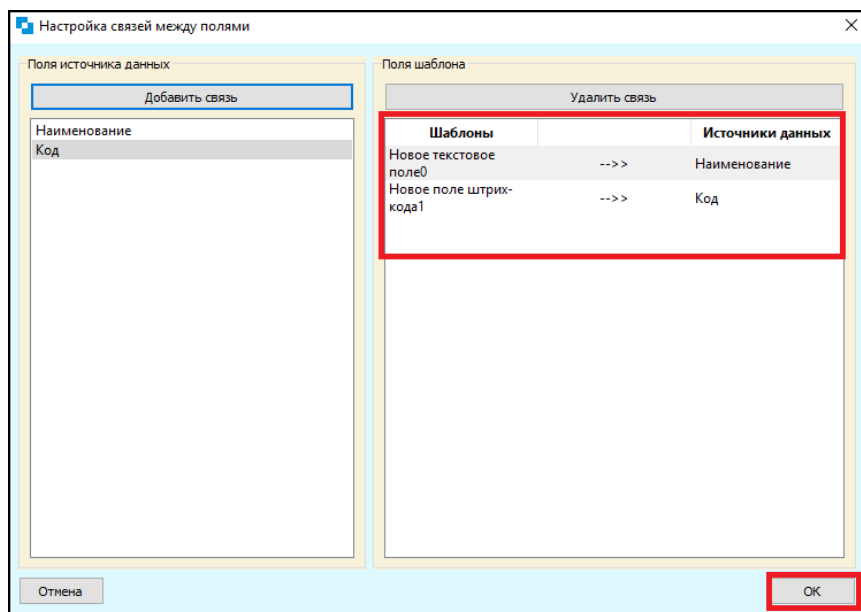 Настройка связей между полями
Поля источника данных
Добавить связь
Наименование
Код
Поля шаблона
Удалить связь
Шаблоны Источники данных
Новое текстовое
поле0 -->> Наименование
Новое поле штрих-
кода1 -->> Код
Отмена
OK